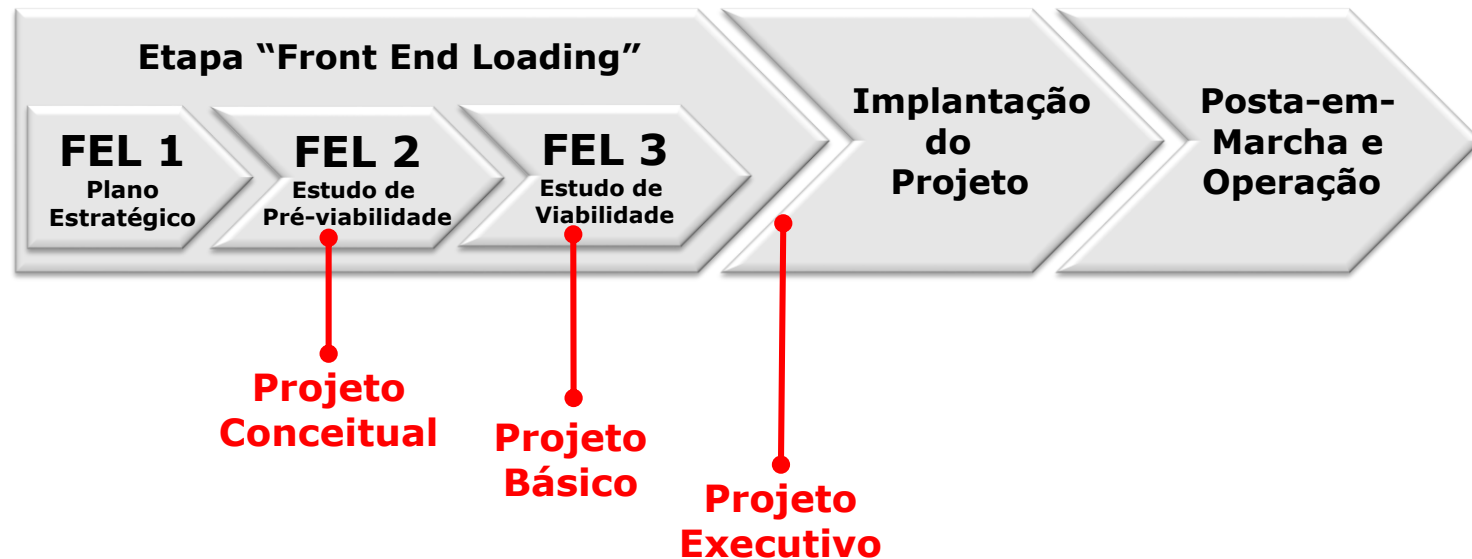 Etapa “Front End Loading”
FEL 1
Plano
Estratégico
FEL 2
Estudo de
Pré-viabilidade
FEL 3
Estudo de
Viabilidade
Implantação
do
Projeto
Posta-em-
Marcha e
Operação
Projeto
Conceitual
Projeto
Básico
Projeto
Executivo